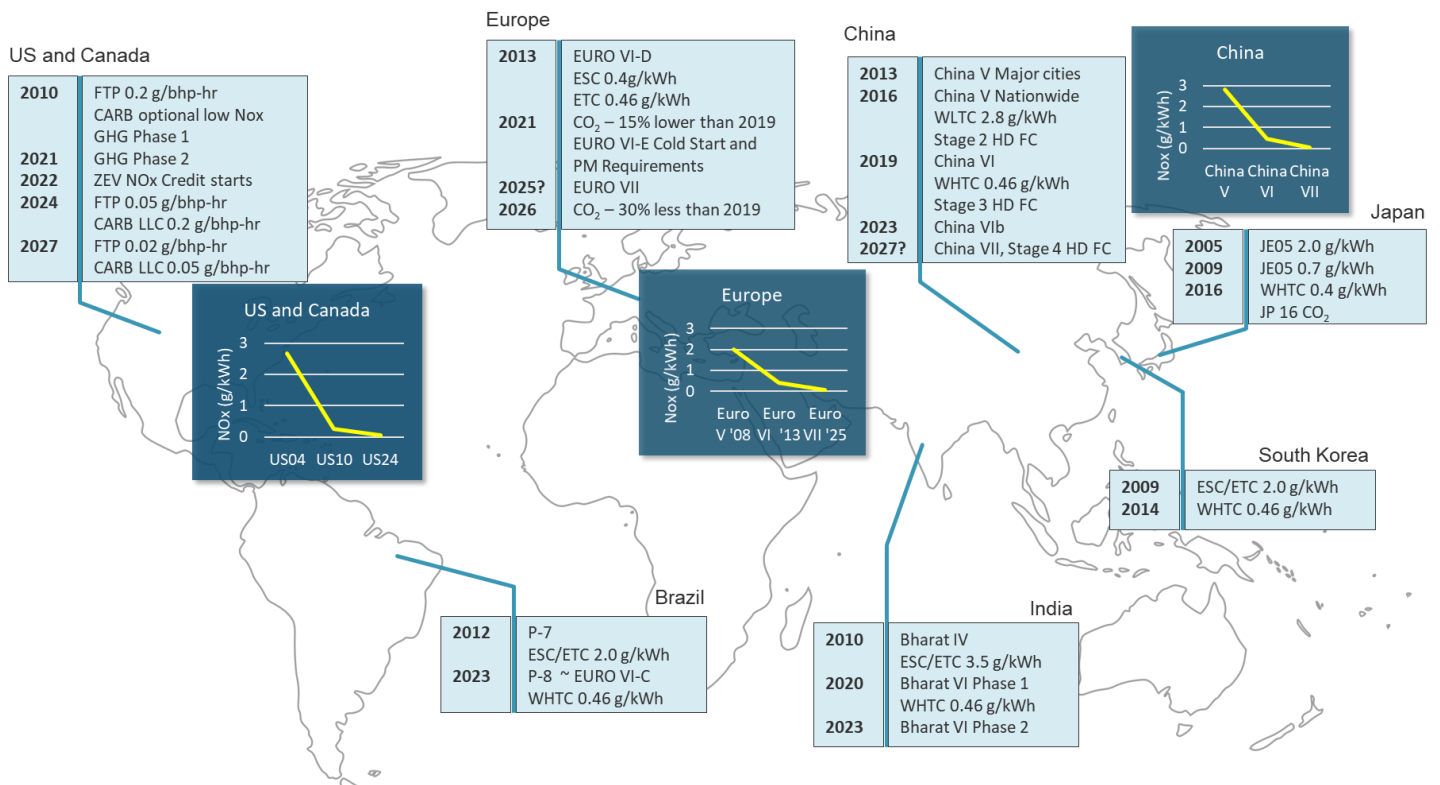 US and Canada
2010 FTP 0.2 g/bhp-hr
CARB optional low Nox
GHG Phase 1
2021 GHG Phase 2
2022 ZEV NOx Credit starts
2024 FTP 0.05 g/bhp-hr
CARB LLC 0.2 g/bhp-hr
2027 FTP 0.02 g/bhp-hr
CARB LLC 0.05 g/bhp-hr
US and Canada
NOx (g/kWh)
3
2
1
0
US04 US10 US24
Europe
2013 EURO VI-D
ESC 0.4g/kWh
ETC 0.46 g/kWh
2021 CO₂ – 15% lower than 2019
EURO VI-E Cold Start and
PM Requirements
2025? EURO VII
2026 CO₂ – 30% less than 2019
Europe
Nox (g/kWh)
3
2
1
0
Euro Euro Euro
V '08 VI '13 VII '25
China
2013 China V Major cities
2016 China V Nationwide
WLTC 2.8 g/kWh
Stage 2 HD FC
2019 China VI
WHTC 0.46 g/kWh
Stage 3 HD FC
2023 China VIb
2027? China VII, Stage 4 HD FC
China
Nox (g/kWh)
3
2
1
0
China China China
V VI VII
Japan
2005 JE05 2.0 g/kWh
2009 JE05 0.7 g/kWh
2016 WHTC 0.4 g/kWh
JP 16 CO₂
South Korea
2009 ESC/ETC 2.0 g/kWh
2014 WHTC 0.46 g/kWh
Brazil
2012 P-7
ESC/ETC 2.0 g/kWh
2023 P-8 ~ EURO VI-C
WHTC 0.46 g/kWh
India
2010 Bharat IV
ESC/ETC 3.5 g/kWh
2020 Bharat VI Phase 1
WHTC 0.46 g/kWh
2023 Bharat VI Phase 2